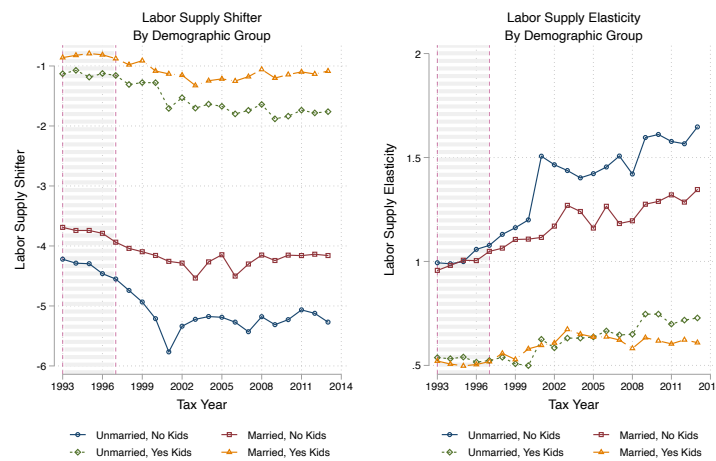 Labor Supply Shifter
By Demographic Group
-1
-2
-3
-4
-5
-6
Labor Supply Shifter
1993 1996 1999 2002 2005 2008 2011 2014
Tax Year
Unmarried, No Kids Married, No Kids
Unmarried, Yes Kids Married, Yes Kids
Labor Supply Elasticity
By Demographic Group
2
1.5
1
.5
Labor Supply Elasticity
1993 1996 1999 2002 2005 2008 2011 201
Tax Year
Unmarried, No Kids Married, No Kids
Unmarried, Yes Kids Married, Yes Kids